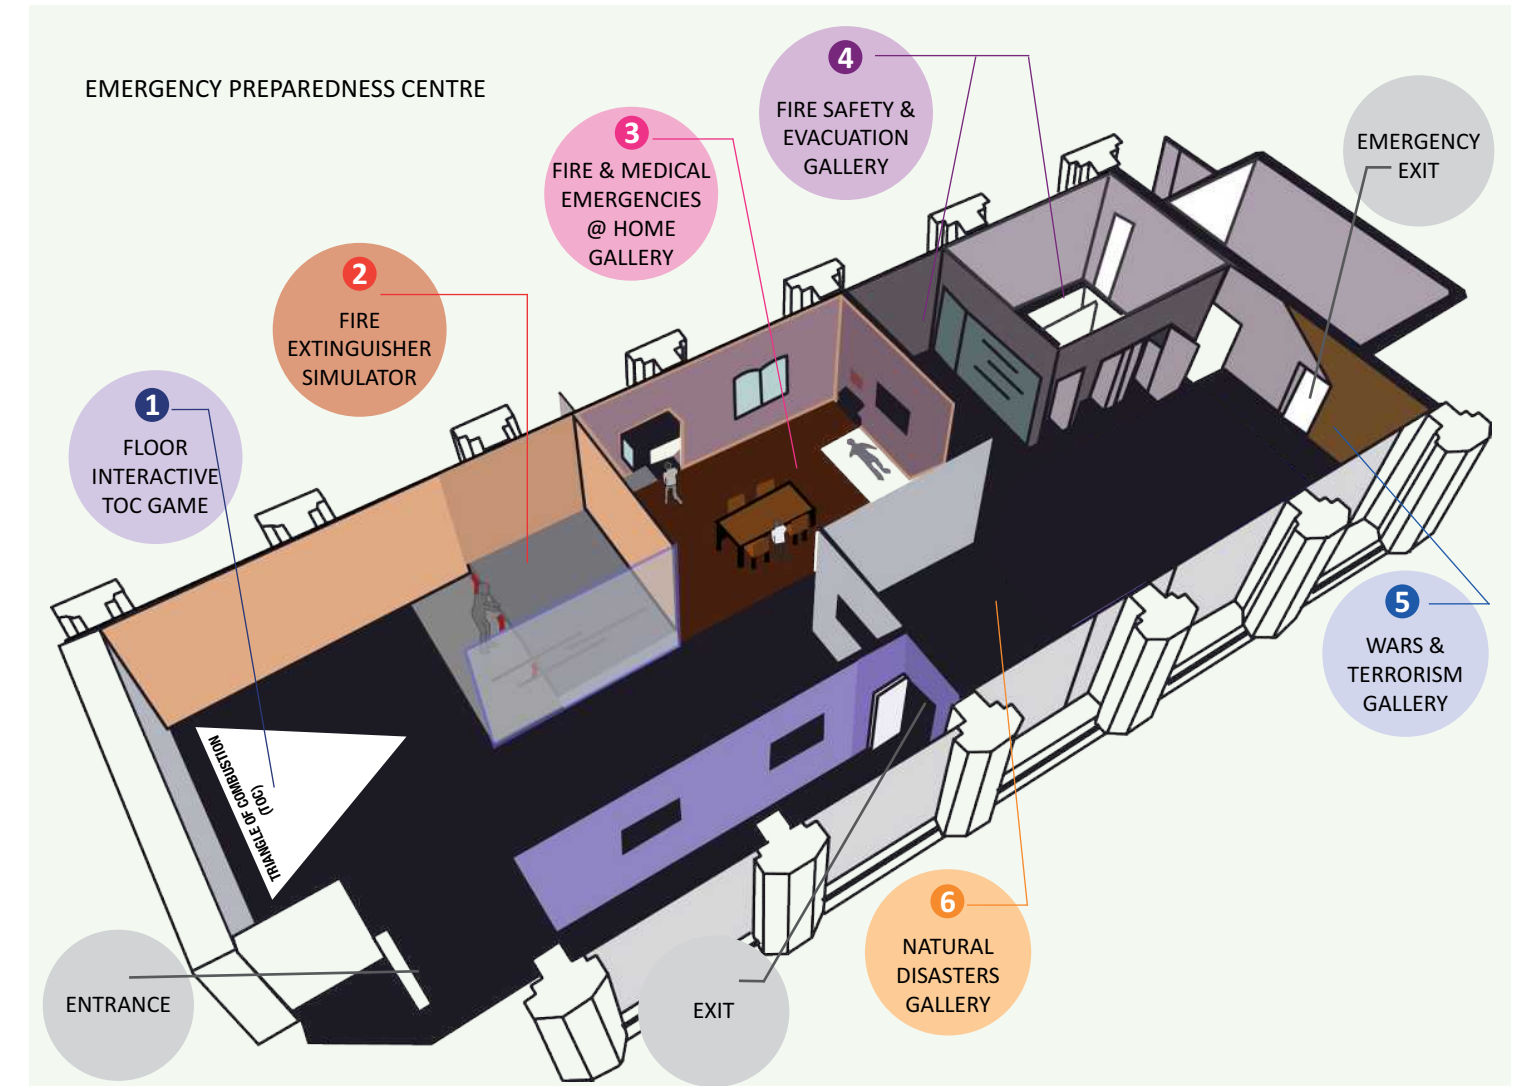 EMERGENCY PREPAREDNESS CENTRE
1
FLOOR
INTERACTIVE
TOC GAME
2
FIRE
EXTINGUISHER
SIMULATOR
3
FIRE & MEDICAL
EMERGENCIES
@ HOME
GALLERY
4
FIRE SAFETY &
EVACUATION
GALLERY
EMERGENCY
EXIT
5
WARS &
TERRORISM
GALLERY
6
NATURAL
DISASTERS
GALLERY
EXIT
ENTRANCE
TRIANGLE OF COMBUSTION
(TOC)